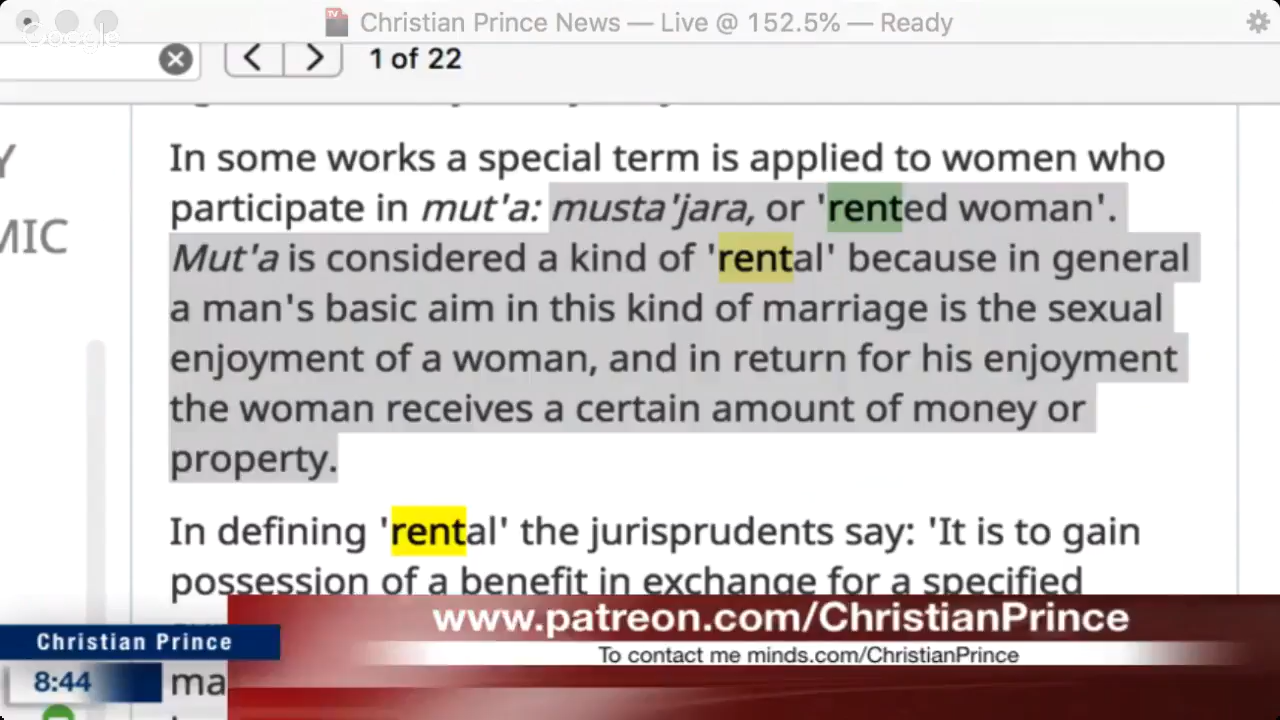 Christian Prince News — Live @ 152.5% — Ready
Google
1 of 22
Y
MIC
In some works a special term is applied to women who
participate in mut'a: musta'jara, or 'rented woman'.
Mut'a is considered a kind of 'rental' because in general
a man's basic aim in this kind of marriage is the sexual
enjoyment of a woman, and in return for his enjoyment
the woman receives a certain amount of money or
property.
In defining 'rental' the jurisprudents say: 'It is to gain
possession of a benefit in exchange for a specified
ma
www.patreon.com/ChristianPrince
To contact me minds.com/ChristianPrince
Christian Prince
8:44